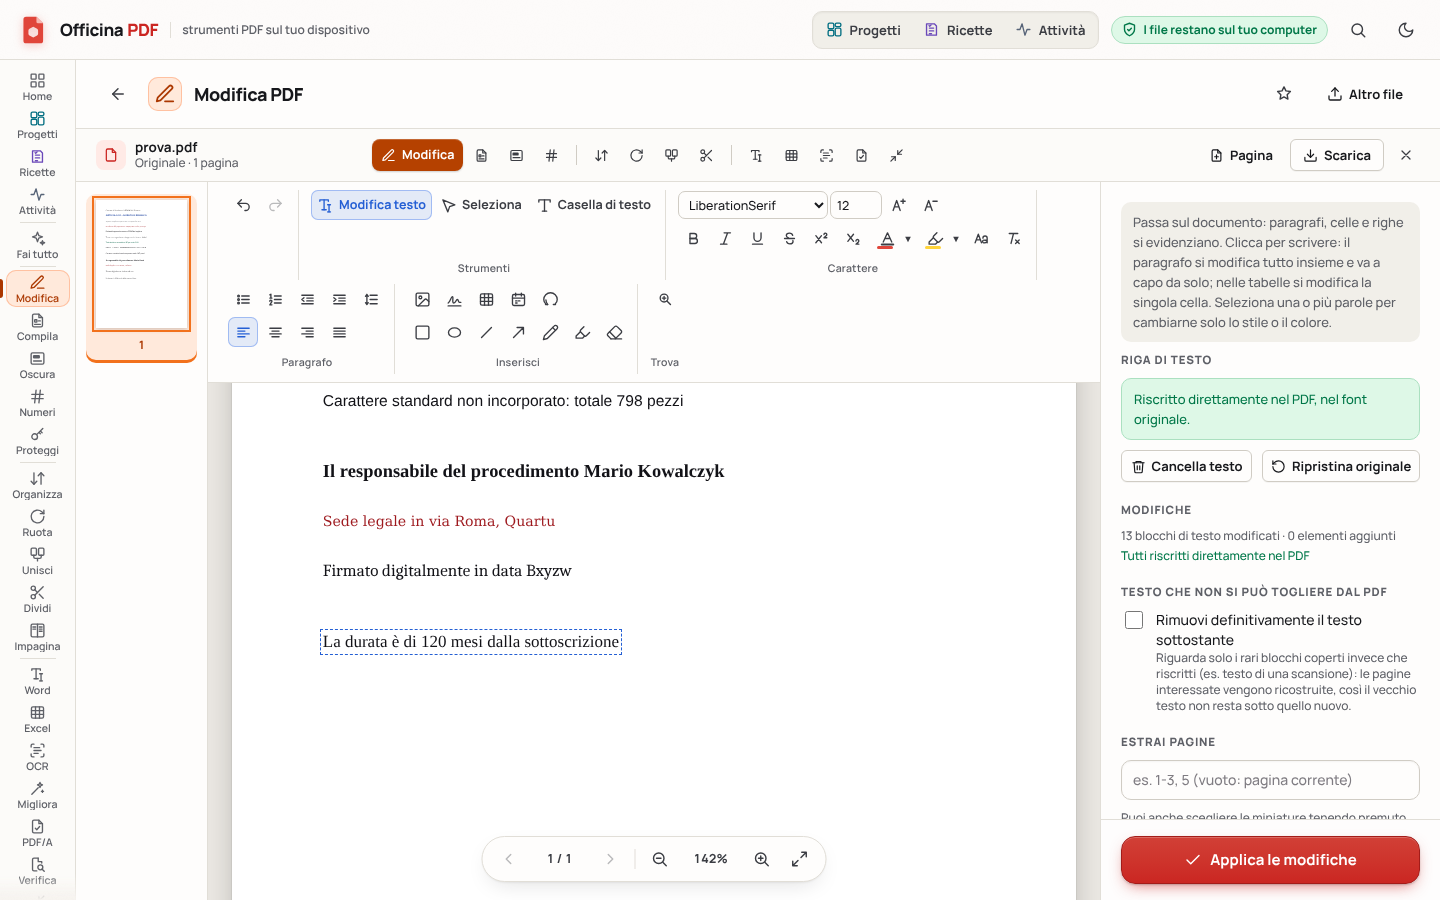 Officina PDF
strumenti PDF sul tuo dispositivo
Progetti
Ricette
Attività
I file restano sul tuo computer
Home
Progetti
Ricette
Attività
Fai tutto
Modifica
Compila
Oscura
Numeri
Proteggi
Organizza
Ruota
Unisci
Dividi
Impagina
Word
Excel
OCR
Migliora
PDF/A
Verifica
Modifica PDF
Altro file
prova.pdf
Originale · 1 pagina
Modifica
Pagina
Scarica
1
Modifica testo
Seleziona
Casella di testo
Strumenti
LiberationSerif
12
Carattere
Paragrafo
Inserisci
Trova
Carattere standard non incorporato: totale 798 pezzi
Il responsabile del procedimento Mario Kowalczyk
Sede legale in via Roma, Quartu
Firmato digitalmente in data Bxyzw
La durata è di 120 mesi dalla sottoscrizione
1 / 1
142%
Passa sul documento: paragrafi, celle e righe
si evidenziano. Clicca per scrivere: il
paragrafo si modifica tutto insieme e va a
capo da solo; nelle tabelle si modifica la
singola cella. Seleziona una o più parole per
cambiarne solo lo stile o il colore.
RIGA DI TESTO
Riscritto direttamente nel PDF, nel font
originale.
Cancella testo
Ripristina originale
MODIFICHE
13 blocchi di testo modificati · 0 elementi aggiunti
Tutti riscritti direttamente nel PDF
TESTO CHE NON SI PUÒ TOGLIERE DAL PDF
Rimuovi definitivamente il testo
sottostante
Riguarda solo i rari blocchi coperti invece che
riscritti (es. testo di una scansione): le pagine
interessate vengono ricostruite, così il vecchio
testo non resta sotto quello nuovo.
ESTRAI PAGINE
es. 1-3, 5 (vuoto: pagina corrente)
Puoi anche scegliere le miniature tenendo premuto
Applica le modifiche